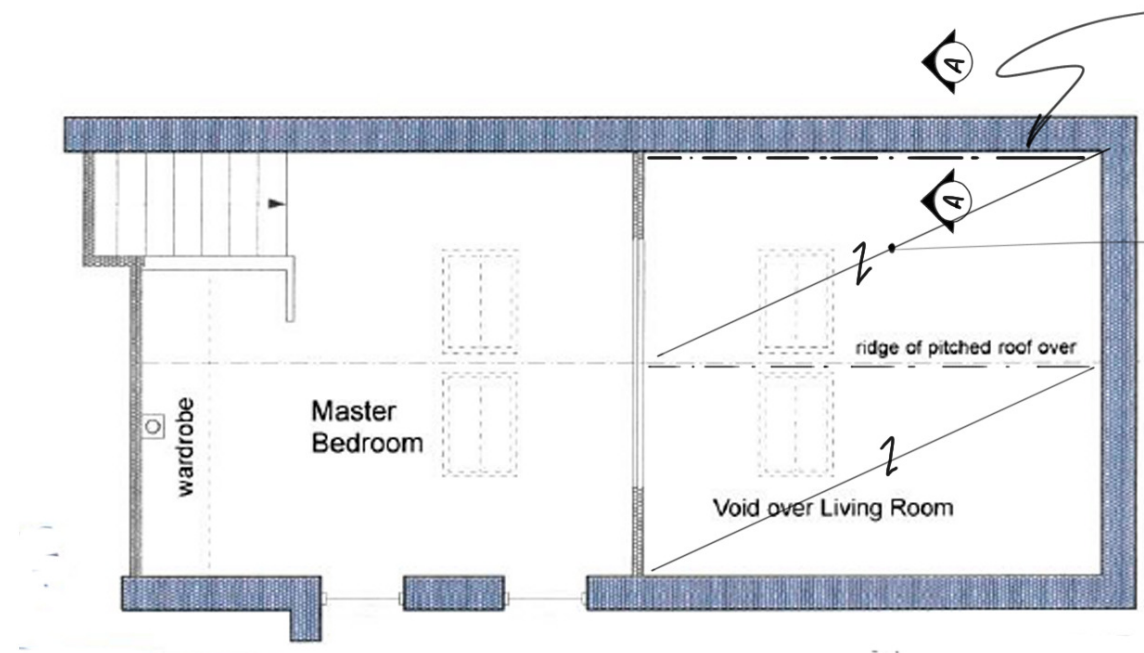 A
A
ridge of pitched roof over
Master
Bedroom
wardrobe
Void over Living Room